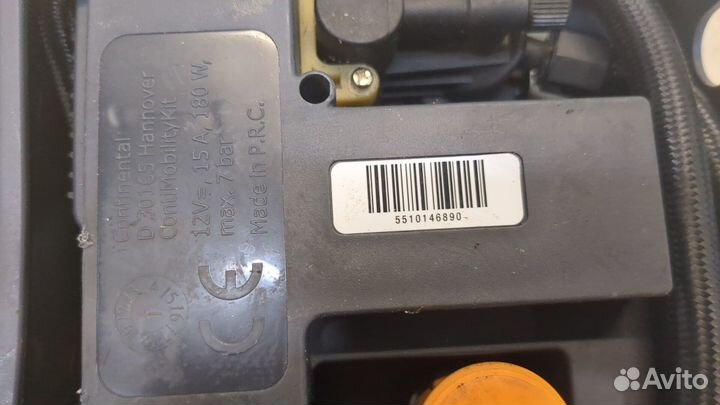 Continental
D 30165 Hannover
ContiMobilityKit
12V⎓, 15 A, 180 W,
max. 7 bar
Made in P.R.C.
CE
5510146890
Avito